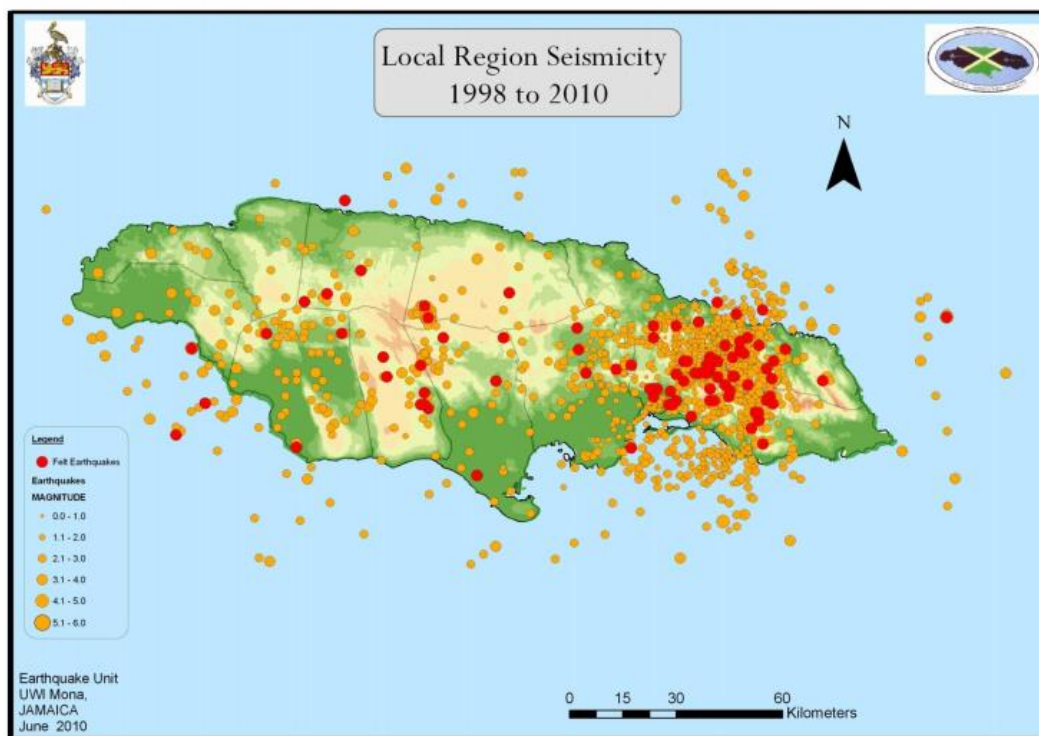 Local Region Seismicity
1998 to 2010
N
Legend
Felt Earthquakes
Earthquakes
MAGNITUDE
0.0 - 1.0
1.1 - 2.0
2.1 - 3.0
3.1 - 4.0
4.1 - 5.0
5.1 - 6.0
Earthquake Unit
UWI Mona,
JAMAICA
June 2010
0 15 30 60
Kilometers